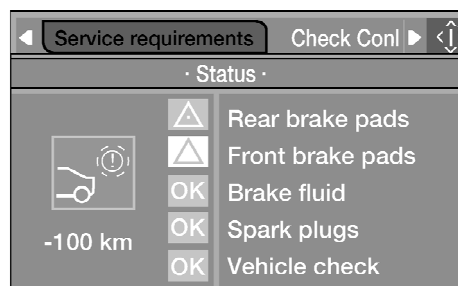 Service requirements Check Conl
· Status ·
Rear brake pads
Front brake pads
OK Brake fluid
OK Spark plugs
OK Vehicle check
-100 km